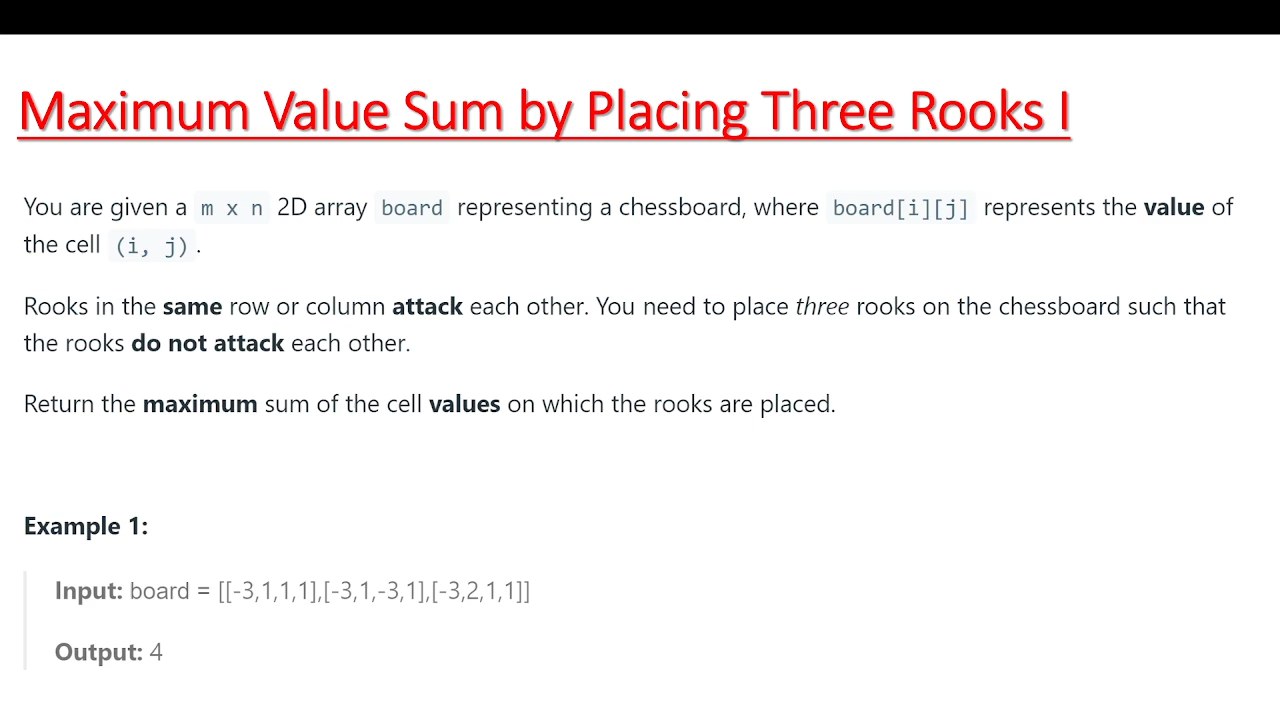 Maximum Value Sum by Placing Three Rooks I
You are given a m x n 2D array board representing a chessboard, where board[i][j] represents the value of
the cell (i, j).
Rooks in the same row or column attack each other. You need to place three rooks on the chessboard such that
the rooks do not attack each other.
Return the maximum sum of the cell values on which the rooks are placed.
Example 1:
Input: board = [[-3,1,1,1],[-3,1,-3,1],[-3,2,1,1]]
Output: 4